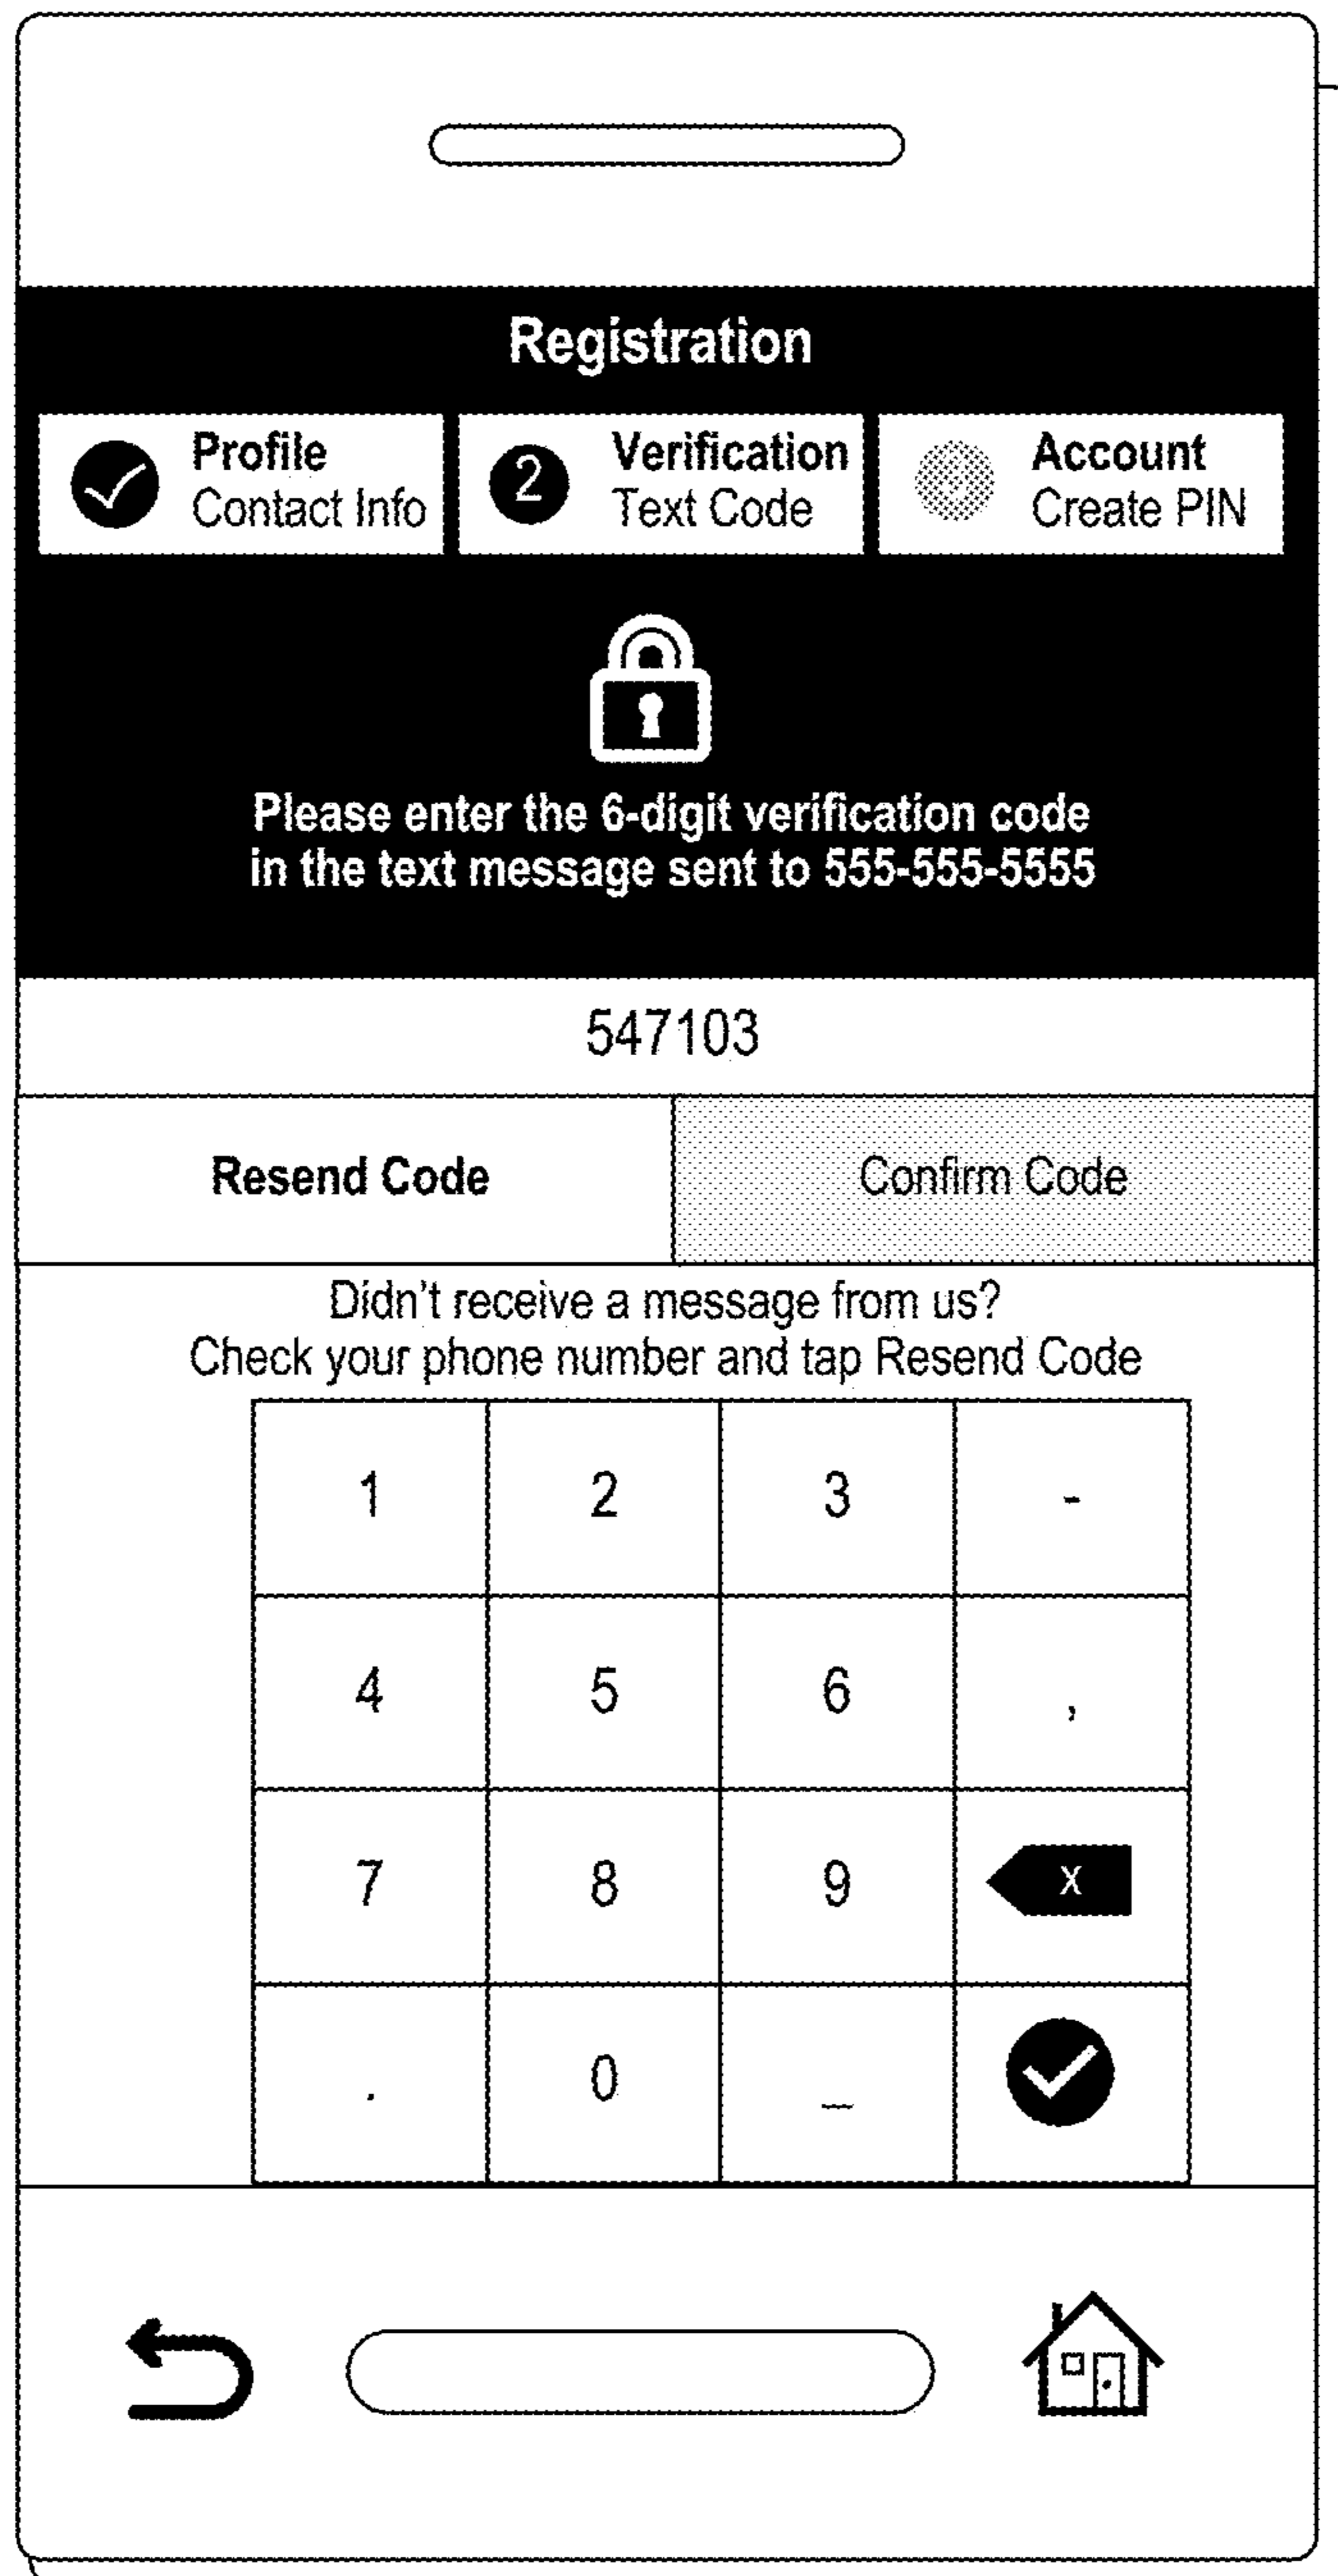 Registration
Profile
Contact Info
2
Verification
Text Code
Account
Create PIN
Please enter the 6-digit verification code
in the text message sent to 555-555-5555
547103
Resend Code
Confirm Code
Didn't receive a message from us?
Check your phone number and tap Resend Code
1 2 3 -
4 5 6 ,
7 8 9 X
. 0 _